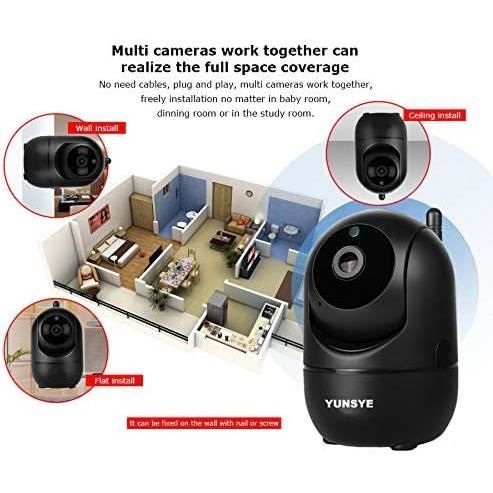 Multi cameras work together can
realize the full space coverage
No need cables, plug and play, multi cameras work together,
freely installation no matter in baby room,
dinning room or in the study room.
Wall install
Ceiling install
Flat install
YUNSYE
It can be fixed on the wall with nail or screw